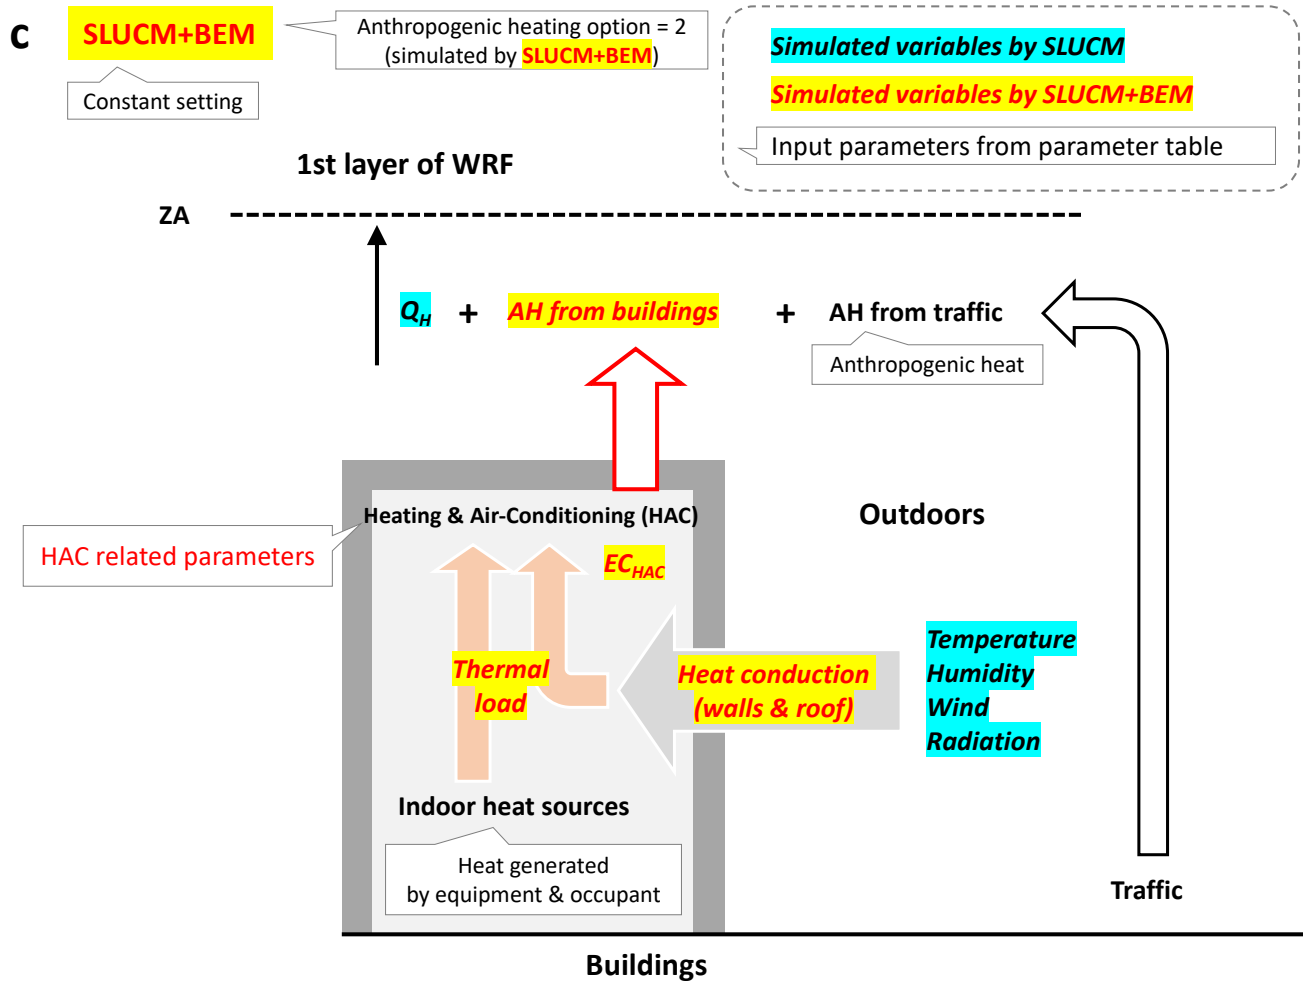 c
SLUCM+BEM
Anthropogenic heating option = 2
(simulated by SLUCM+BEM)
Constant setting
Simulated variables by SLUCM
Simulated variables by SLUCM+BEM
Input parameters from parameter table
1st layer of WRF
ZA
QH + AH from buildings + AH from traffic
Anthropogenic heat
Heating & Air-Conditioning (HAC)
Outdoors
HAC related parameters
ECHAC
Thermal
load
Heat conduction
(walls & roof)
Temperature
Humidity
Wind
Radiation
Indoor heat sources
Heat generated
by equipment & occupant
Traffic
Buildings